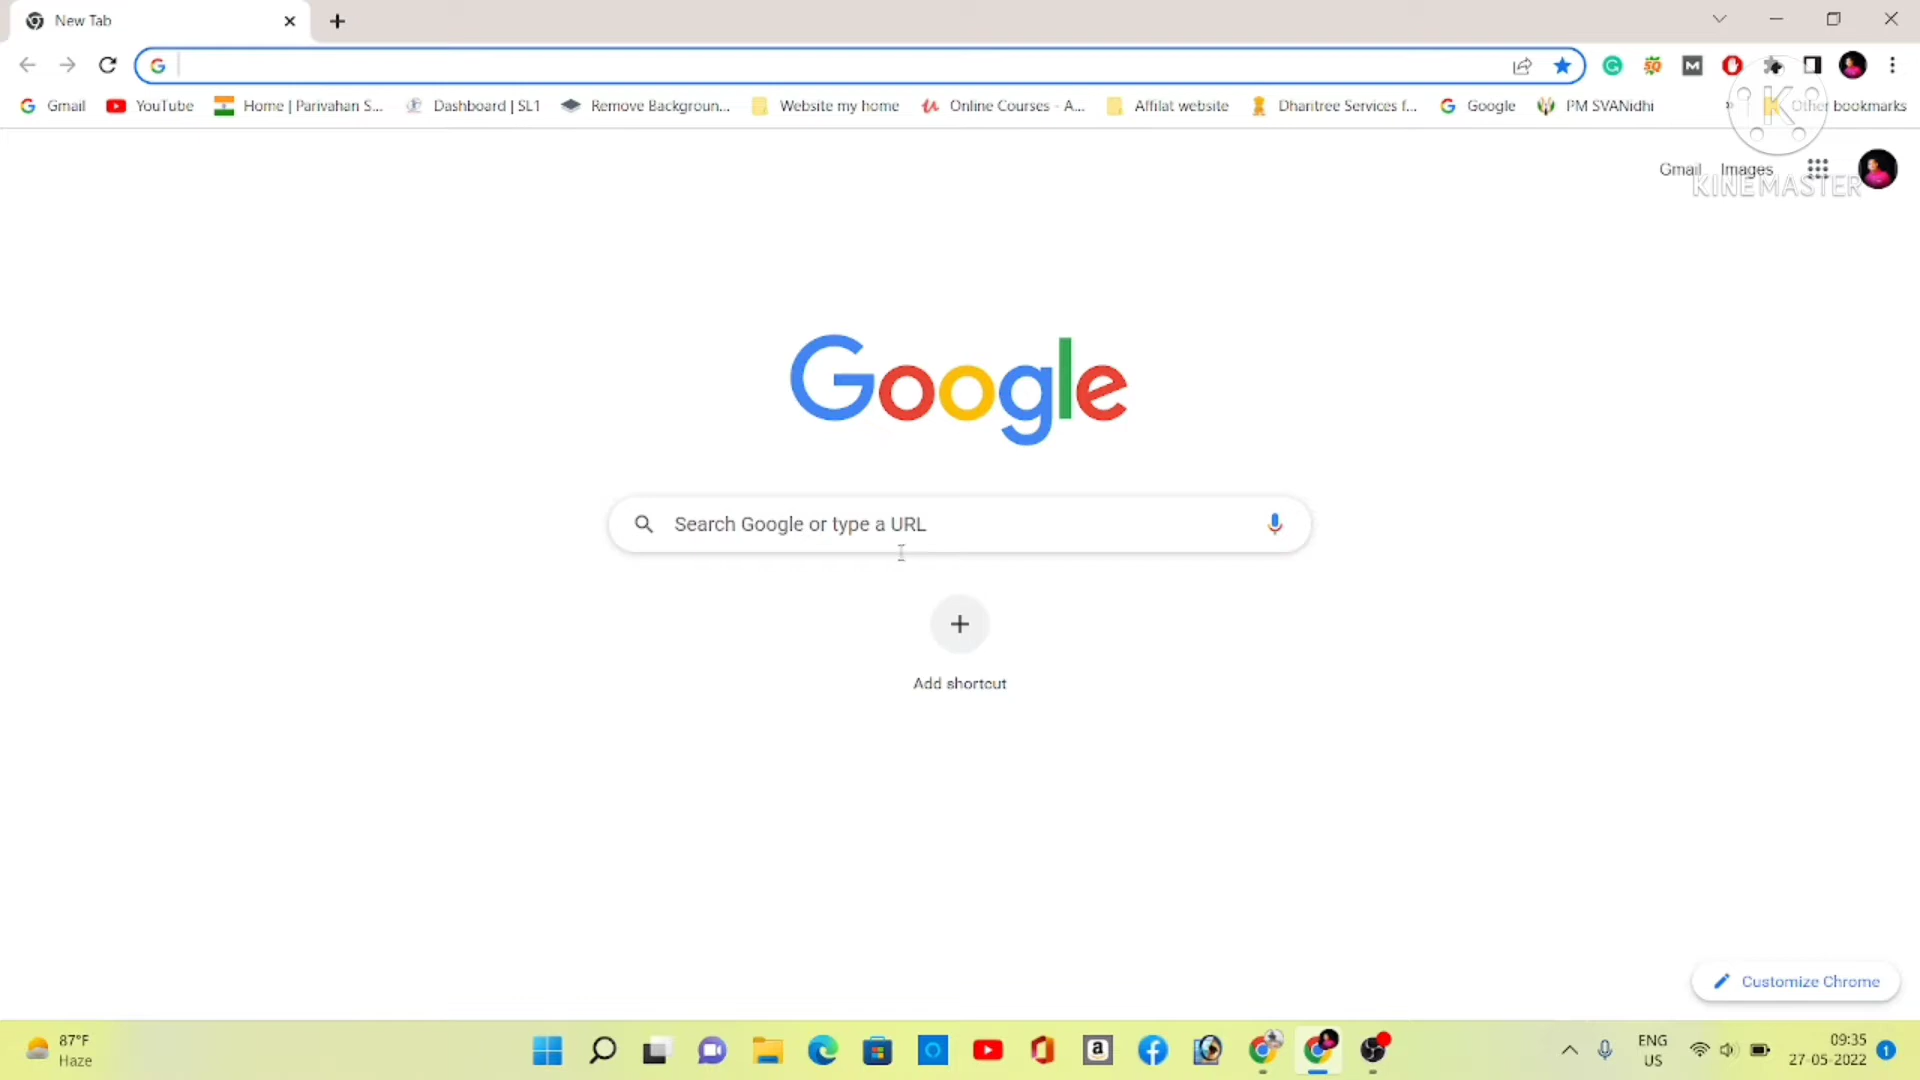 New Tab
Gmail YouTube Home | Parivahan S... Dashboard | SL1 Remove Backgroun... Website my home Online Courses - A... Affilat website Dharitree Services f... Google PM SVANidhi » Other bookmarks
Gmail Images
KINEMASTER
Google
Search Google or type a URL
Add shortcut
Customize Chrome
87°F
Haze
ENG
US
09:35
27-05-2022
1